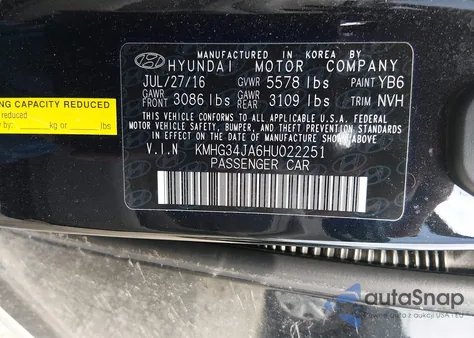 MANUFACTURED IN KOREA BY
HYUNDAI MOTOR COMPANY
JUL/27/16 GVWR 5578 lbs PAINT YB6
GAWR FRONT 3086 lbs GAWR REAR 3109 lbs TRIM NVH
THIS VEHICLE CONFORMS TO ALL APPLICABLE U.S.A. FEDERAL
MOTOR VEHICLE SAFETY, BUMPER, AND THEFT PREVENTION
STANDARDS IN EFFECT ON THE DATE OF MANUFACTURE SHOWN ABOVE.
V.I.N KMHG34JA6HU022251
PASSENGER CAR
NG CAPACITY REDUCED
reduced
by: kg or lbs
autoSnap